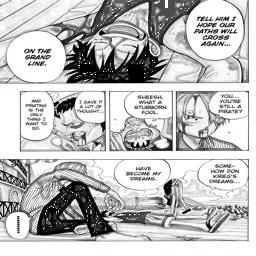 TELL HIM
I HOPE OUR
PATHS WILL
CROSS
AGAIN...
ON THE
GRAND
LINE.
YOU...
YOU'RE
STILL A
PIRATE?
SHEESH,
WHAT A
STUBBORN
FOOL.
I GAVE IT
A LOT OF
THOUGHT...
AND
PIRATING
IS THE
ONLY THING
I WANT
TO DO.
SOME-
HOW DON
KRIEG'S
DREAMS...
HAVE
BECOME MY
DREAMS.